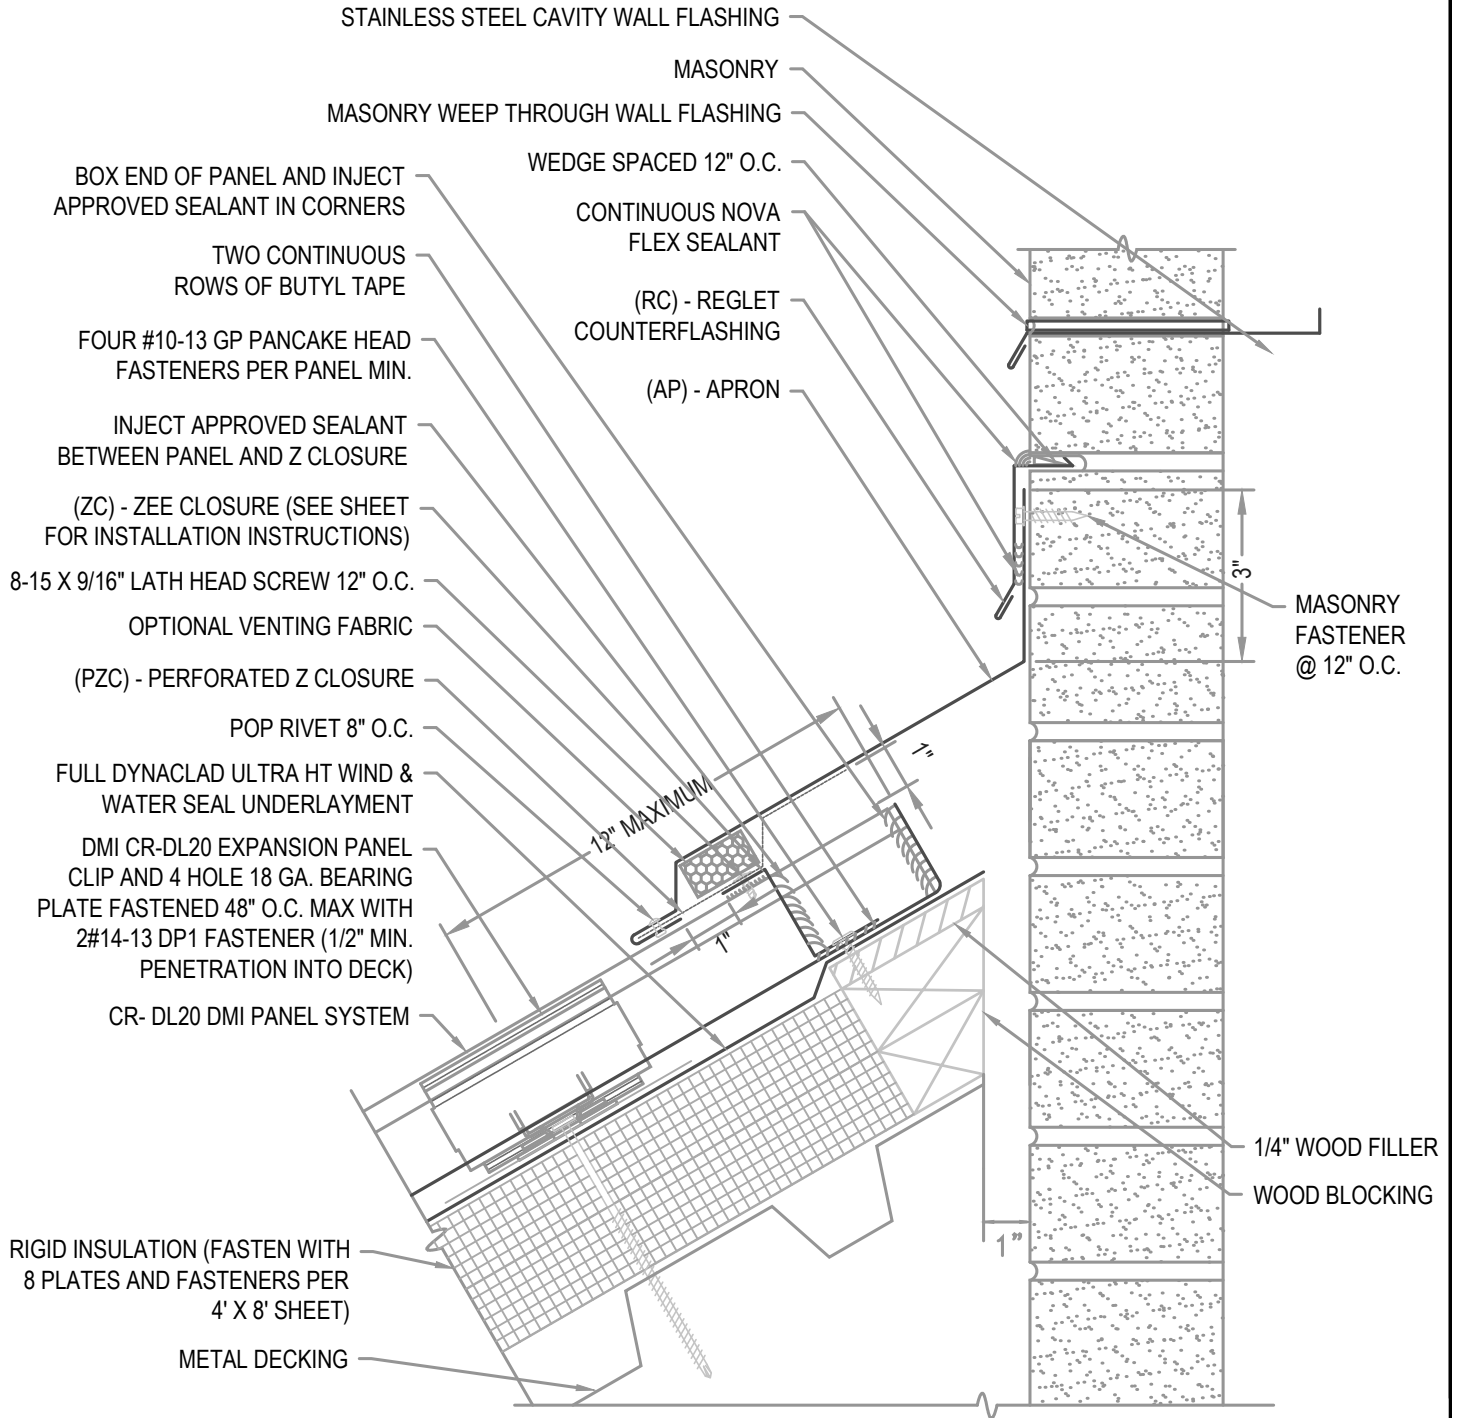 STAINLESS STEEL CAVITY WALL FLASHING
MASONRY
MASONRY WEEP THROUGH WALL FLASHING
WEDGE SPACED 12" O.C.
CONTINUOUS NOVA
FLEX SEALANT
(RC) - REGLET
COUNTERFLASHING
(AP) - APRON
BOX END OF PANEL AND INJECT
APPROVED SEALANT IN CORNERS
TWO CONTINUOUS
ROWS OF BUTYL TAPE
FOUR #10-13 GP PANCAKE HEAD
FASTENERS PER PANEL MIN.
INJECT APPROVED SEALANT
BETWEEN PANEL AND Z CLOSURE
(ZC) - ZEE CLOSURE (SEE SHEET
FOR INSTALLATION INSTRUCTIONS)
8-15 X 9/16" LATH HEAD SCREW 12" O.C.
OPTIONAL VENTING FABRIC
(PZC) - PERFORATED Z CLOSURE
POP RIVET 8" O.C.
FULL DYNACLAD ULTRA HT WIND &
WATER SEAL UNDERLAYMENT
DMI CR-DL20 EXPANSION PANEL
CLIP AND 4 HOLE 18 GA. BEARING
PLATE FASTENED 48" O.C. MAX WITH
2#14-13 DP1 FASTENER (1/2" MIN.
PENETRATION INTO DECK)
CR- DL20 DMI PANEL SYSTEM
RIGID INSULATION (FASTEN WITH
8 PLATES AND FASTENERS PER
4' X 8' SHEET)
METAL DECKING
12" MAXIMUM
1"
1"
3"
MASONRY
FASTENER
@ 12" O.C.
1/4" WOOD FILLER
WOOD BLOCKING
1"